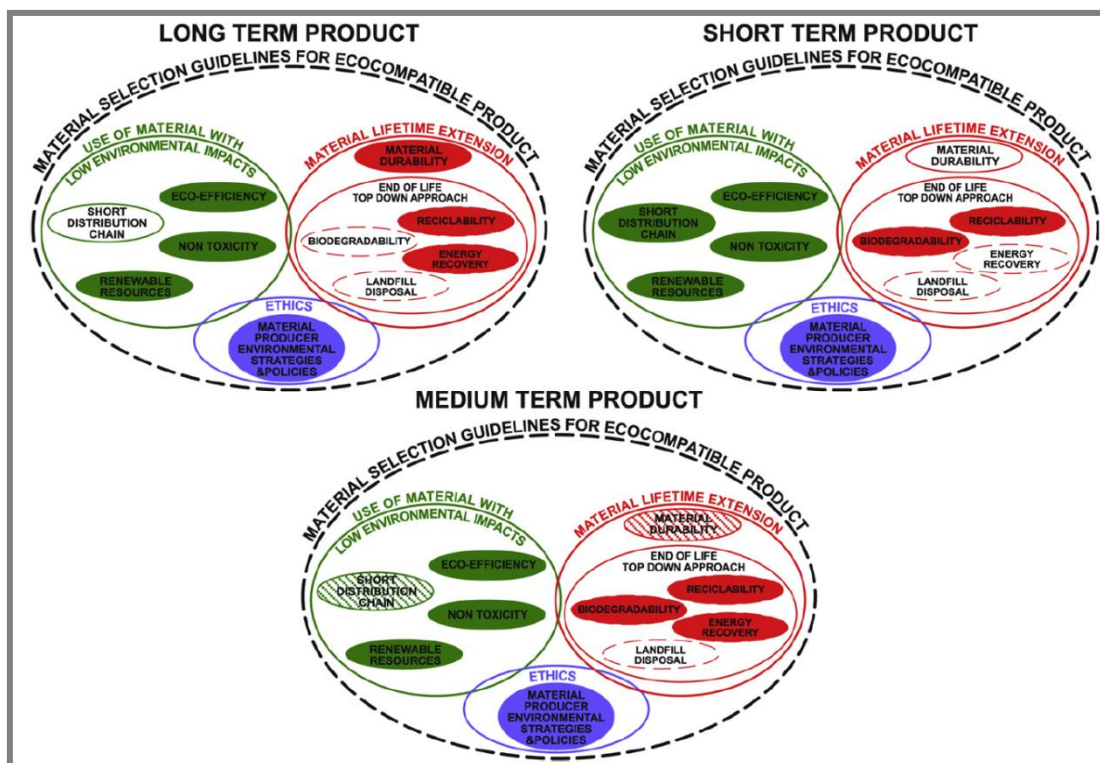 LONG TERM PRODUCT
MATERIAL SELECTION GUIDELINES FOR ECOCOMPATIBLE PRODUCT
USE OF MATERIAL WITH
LOW ENVIRONMENTAL IMPACTS
ECO-EFFICIENCY
SHORT
DISTRIBUTION
CHAIN
NON TOXICITY
RENEWABLE
RESOURCES
MATERIAL LIFETIME EXTENSION
MATERIAL
DURABILITY
END OF LIFE
TOP DOWN APPROACH
RECICLABILITY
BIODEGRADABILITY
ENERGY
RECOVERY
LANDFILL
DISPOSAL
ETHICS
MATERIAL
PRODUCER
ENVIRONMENTAL
STRATEGIES
&POLICIES
SHORT TERM PRODUCT
MATERIAL SELECTION GUIDELINES FOR ECOCOMPATIBLE PRODUCT
USE OF MATERIAL WITH
LOW ENVIRONMENTAL IMPACTS
ECO-EFFICIENCY
SHORT
DISTRIBUTION
CHAIN
NON TOXICITY
RENEWABLE
RESOURCES
MATERIAL LIFETIME EXTENSION
MATERIAL
DURABILITY
END OF LIFE
TOP DOWN APPROACH
RECICLABILITY
BIODEGRADABILITY
ENERGY
RECOVERY
LANDFILL
DISPOSAL
ETHICS
MATERIAL
PRODUCER
ENVIRONMENTAL
STRATEGIES
&POLICIES
MEDIUM TERM PRODUCT
MATERIAL SELECTION GUIDELINES FOR ECOCOMPATIBLE PRODUCT
USE OF MATERIAL WITH
LOW ENVIRONMENTAL IMPACTS
ECO-EFFICIENCY
SHORT
DISTRIBUTION
CHAIN
NON TOXICITY
RENEWABLE
RESOURCES
MATERIAL LIFETIME EXTENSION
MATERIAL
DURABILITY
END OF LIFE
TOP DOWN APPROACH
RECICLABILITY
BIODEGRADABILITY
ENERGY
RECOVERY
LANDFILL
DISPOSAL
ETHICS
MATERIAL
PRODUCER
ENVIRONMENTAL
STRATEGIES
&POLICIES